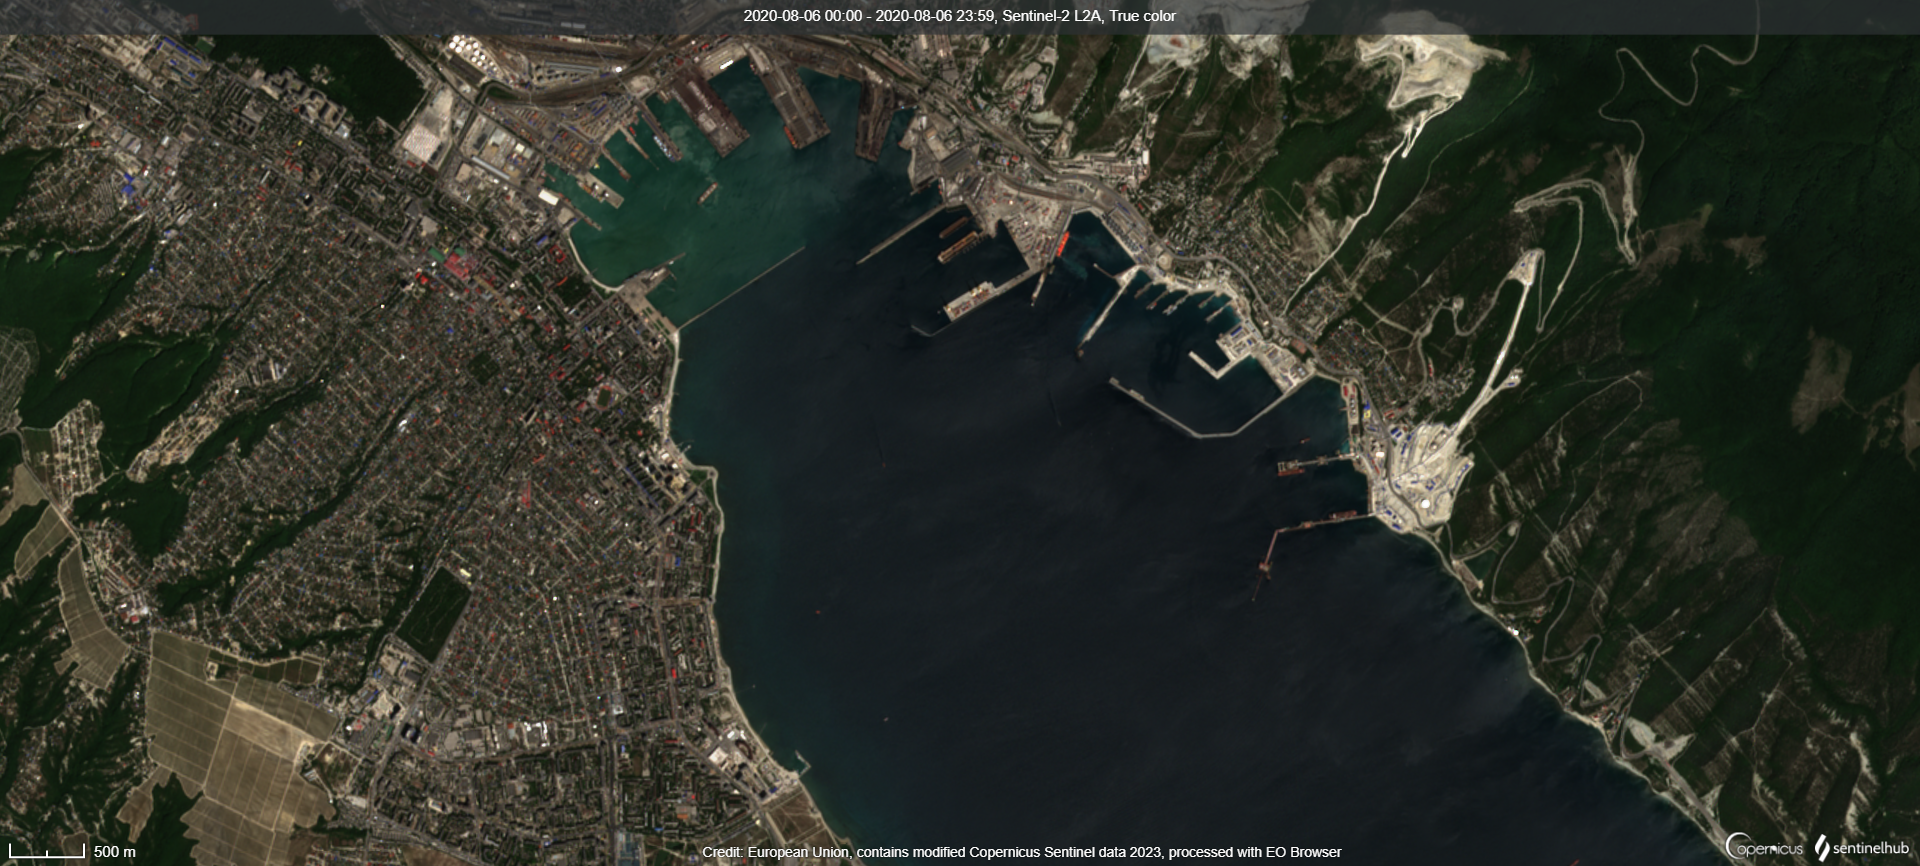 2020-08-06 00:00 - 2020-08-06 23:59, Sentinel-2 L2A, True color
500 m
Credit: European Union, contains modified Copernicus Sentinel data 2023, processed with EO Browser
Copernicus
sentinelhub